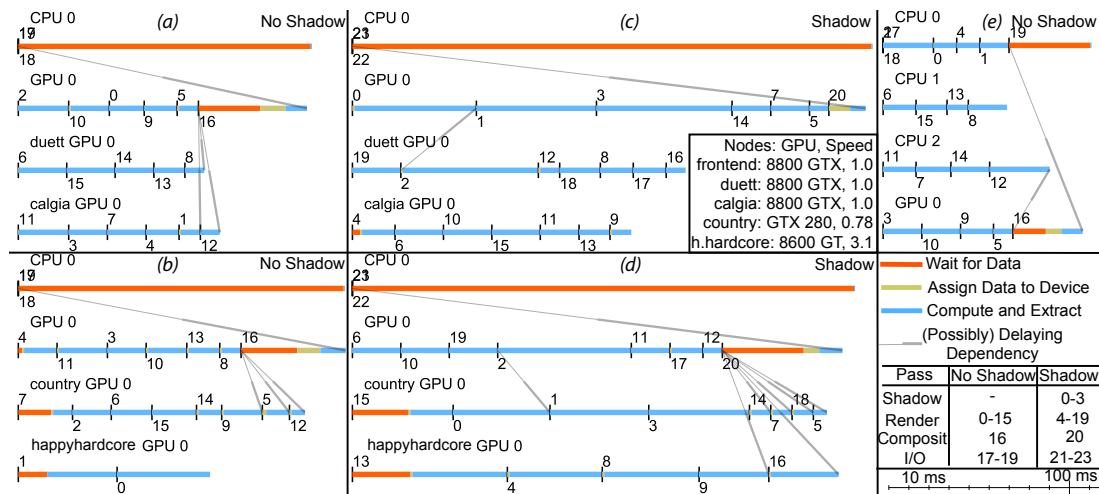 (a)
No Shadow
CPU 0
19
7
18
GPU 0
2 0 5
10 9 16
duett GPU 0
6 14 8
15 13
calgia GPU 0
11 7 1
3 4 12
(b)
No Shadow
CPU 0
19
7
18
GPU 0
4 3 13 16
11 10 8
country GPU 0
7 6 14 5
2 15 9 12
happyhardcore GPU 0
1
0
(c)
Shadow
CPU 0
23
1
22
GPU 0
0 3 7 20
1 14 5
duett GPU 0
19 12 8 16
2 18 17
calgia GPU 0
4 10 11 9
6 15 13
Nodes: GPU, Speed
frontend: 8800 GTX, 1.0
duett: 8800 GTX, 1.0
calgia: 8800 GTX, 1.0
country: GTX 280, 0.78
h.hardcore: 8600 GT, 3.1
(d)
Shadow
CPU 0
23
1
22
GPU 0
6 19 11 12
10 2 17 20
country GPU 0
15 1 14 18
0 3 7 5
happyhardcore GPU 0
13 8 16
4 9
(e)
No Shadow
CPU 0
17 4 19
18 0 1
CPU 1
6 13
15 8
CPU 2
11 14
7 12
GPU 0
3 9 16
10 5
Wait for Data
Assign Data to Device
Compute and Extract
(Possibly) Delaying
Dependency
Pass No Shadow Shadow
Shadow - 0-3
Render 0-15 4-19
Composit 16 20
I/O 17-19 21-23
10 ms 100 ms